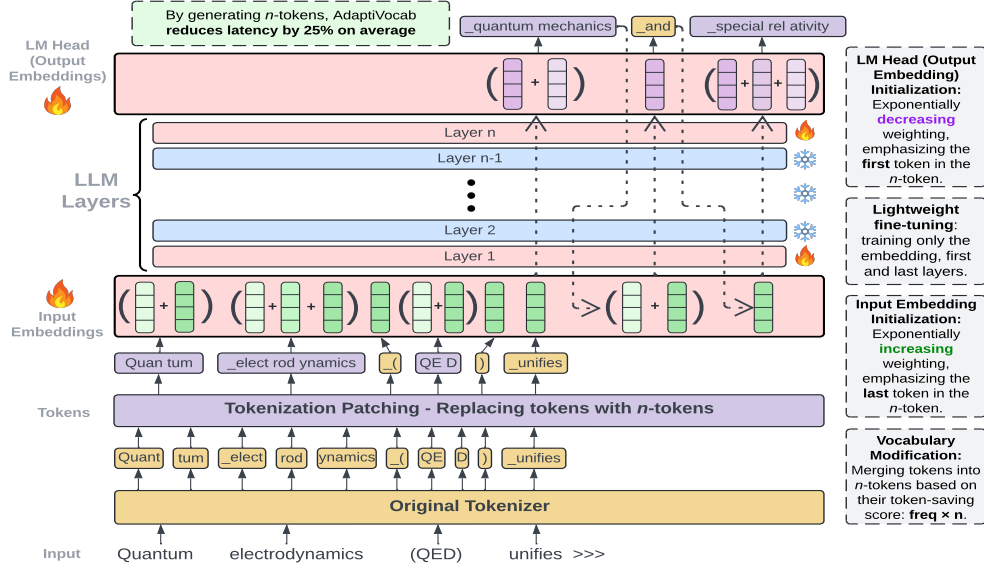 By generating n-tokens, AdaptiVocab
reduces latency by 25% on average
_quantum mechanics
_and
_special rel ativity
LM Head
(Output
Embeddings)
( + )
( + + )
Layer n
Layer n-1
LLM
Layers
Layer 2
Layer 1
Input
Embeddings
( + )
( + + )
( + )
( + )
Quan tum
_elect rod ynamics
_(
QE D
)
_unifies
Tokens
Tokenization Patching - Replacing tokens with n-tokens
Quant
tum
_elect
rod
ynamics
_(
QE
D
)
_unifies
Original Tokenizer
Input
Quantum
electrodynamics
(QED)
unifies >>>
LM Head (Output
Embedding)
Initialization:
Exponentially
decreasing
weighting,
emphasizing the
first token in the
n-token.
Lightweight
fine-tuning:
training only the
embedding, first
and last layers.
Input Embedding
Initialization:
Exponentially
increasing
weighting,
emphasizing the
last token in the
n-token.
Vocabulary
Modification:
Merging tokens into
n-tokens based on
their token-saving
score: freq × n.